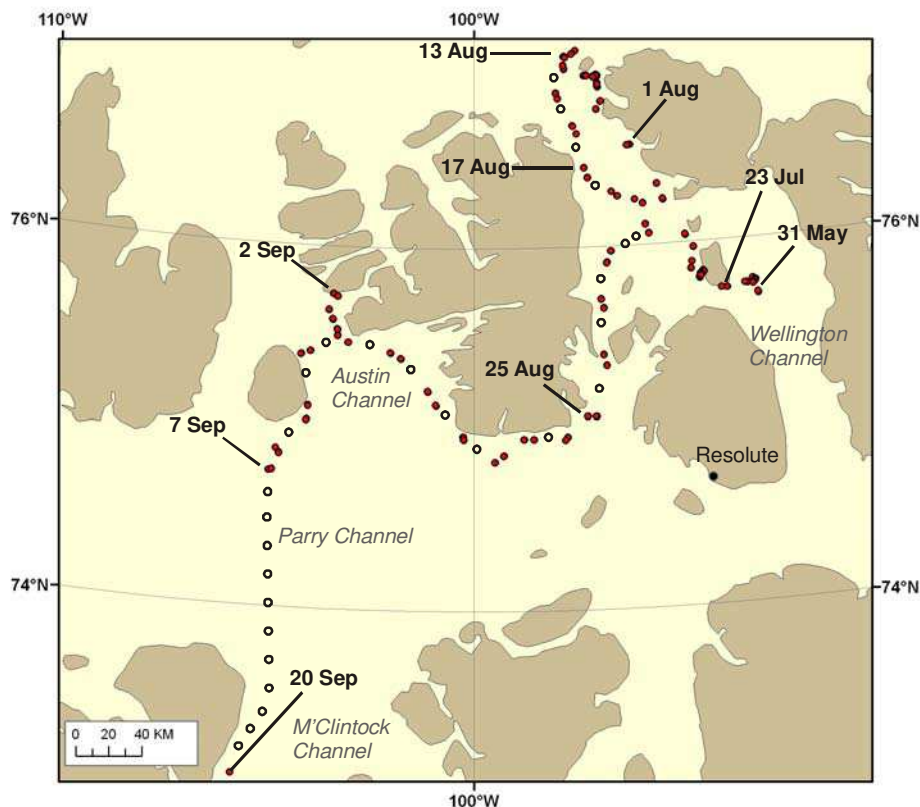 110°W
100°W
13 Aug
1 Aug
17 Aug
23 Jul
76°N
76°N
31 May
2 Sep
Wellington
Channel
25 Aug
Austin
Channel
7 Sep
Resolute
Parry Channel
74°N
74°N
20 Sep
M'Clintock
Channel
0 20 40 KM
100°W